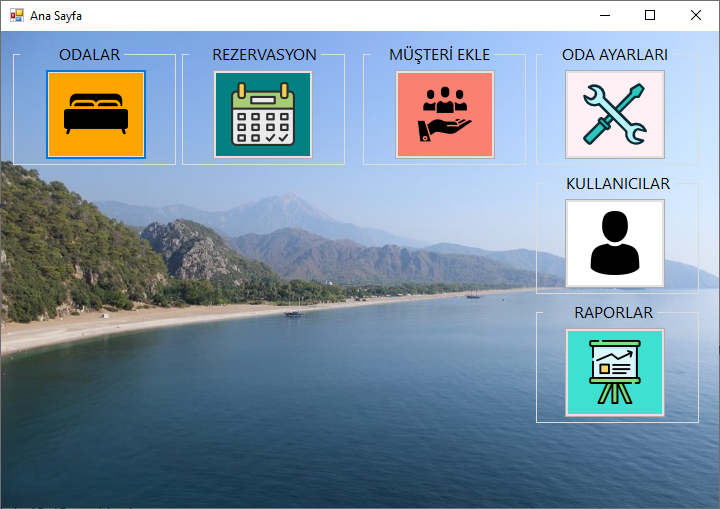 Ana Sayfa
ODALAR
REZERVASYON
MÜŞTERİ EKLE
ODA AYARLARI
KULLANICILAR
RAPORLAR